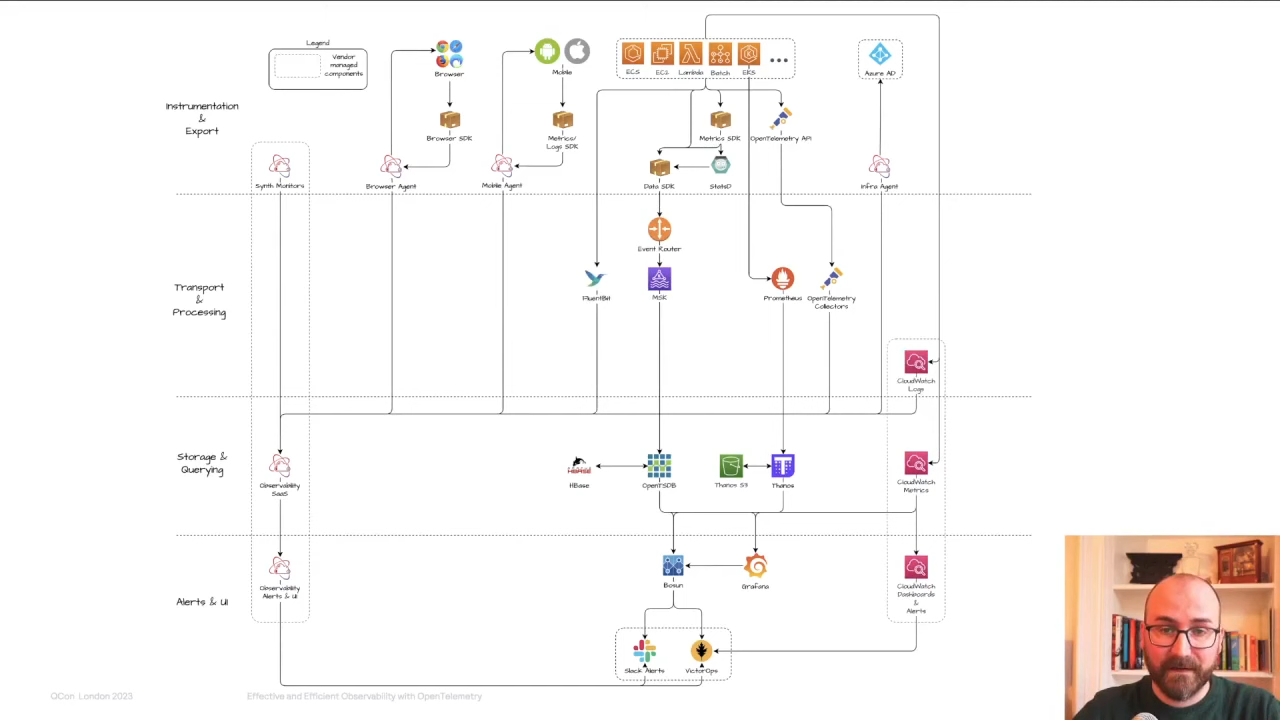 Legend
Vendor
managed
components
Browser
Mobile
ECS
EC2
Lambda
Batch
EKS
Azure AD
Instrumentation
&
Export
Browser SDK
Metrics/
Logs SDK
Metrics SDK
OpenTelemetry API
Synth Monitors
Browser Agent
Mobile Agent
Data SDK
StatsD
Infra Agent
Event Router
Transport
&
Processing
FluentBit
MSK
Prometheus
OpenTelemetry
Collectors
CloudWatch
Logs
Storage &
Querying
Observability
SaaS
HBase
OpenTSDB
Thanos S3
Thanos
CloudWatch
Metrics
Alerts & UI
Observability
Alerts & UI
Bosun
Grafana
CloudWatch
Dashboards
&
Alerts
Slack Alerts
VictorOps
QCon London 2023
Effective and Efficient Observability with OpenTelemetry